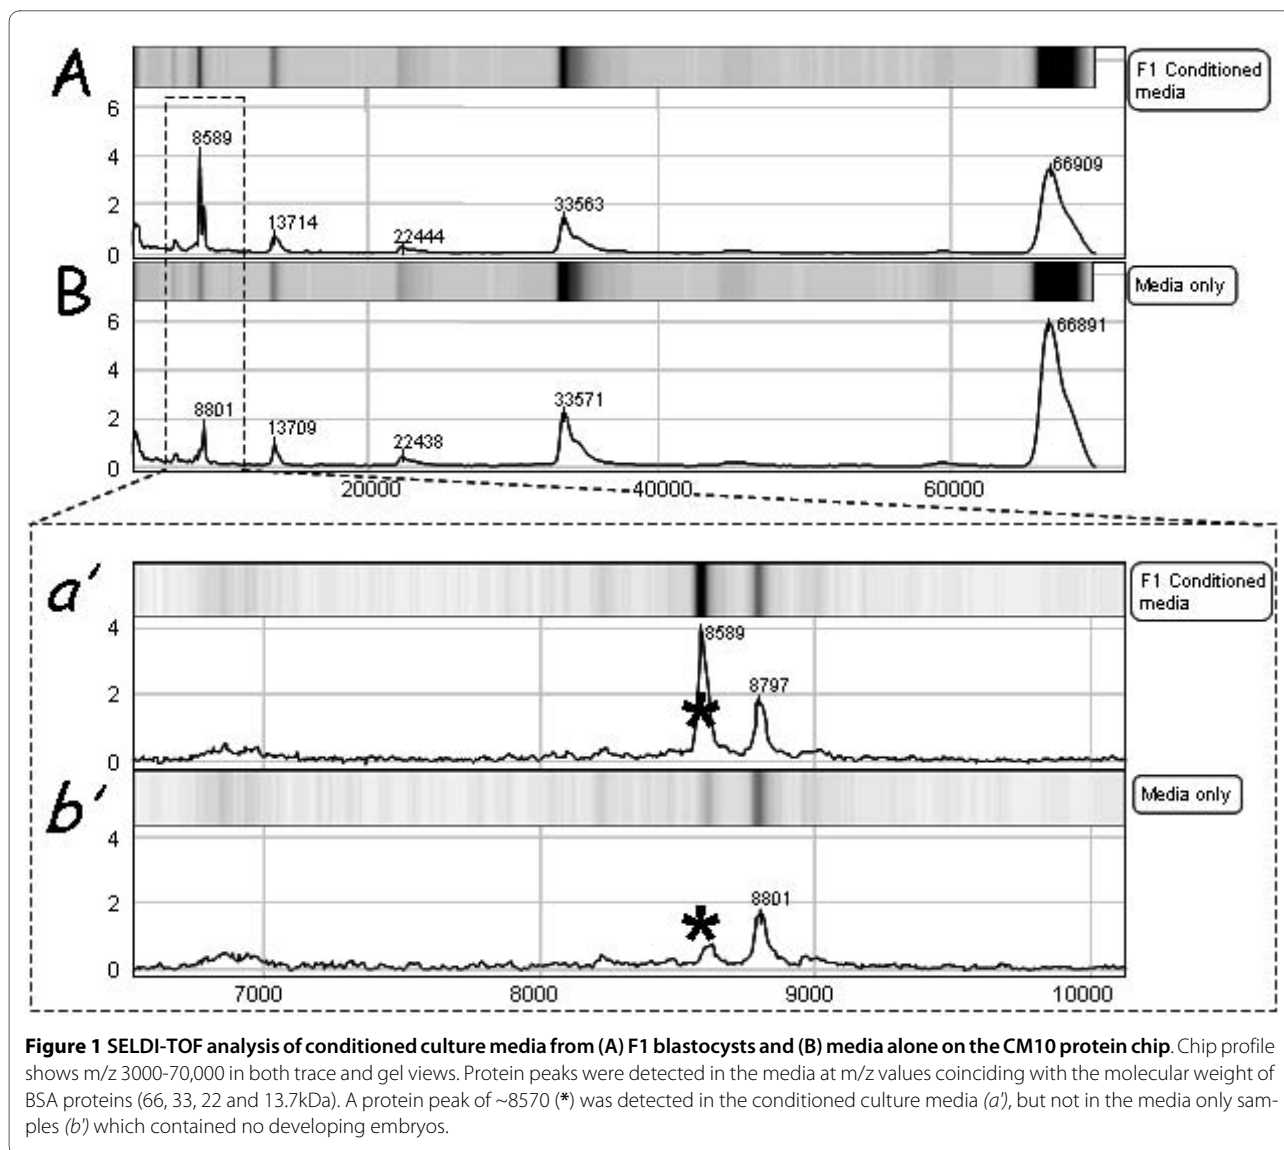 A
F1 Conditioned
media
6
4
2
0
8589
13714
22444
33563
66909
B
Media only
6
4
2
0
8801
13709
22438
33571
66891
20000 40000 60000
a'
F1 Conditioned
media
4
2
0
8589
8797
*
b'
Media only
4
2
0
*
8801
7000 8000 9000 10000
Figure 1 SELDI-TOF analysis of conditioned culture media from (A) F1 blastocysts and (B) media alone on the CM10 protein chip. Chip profile
shows m/z 3000-70,000 in both trace and gel views. Protein peaks were detected in the media at m/z values coinciding with the molecular weight of
BSA proteins (66, 33, 22 and 13.7kDa). A protein peak of ~8570 (*) was detected in the conditioned culture media (a'), but not in the media only sam-
ples (b') which contained no developing embryos.